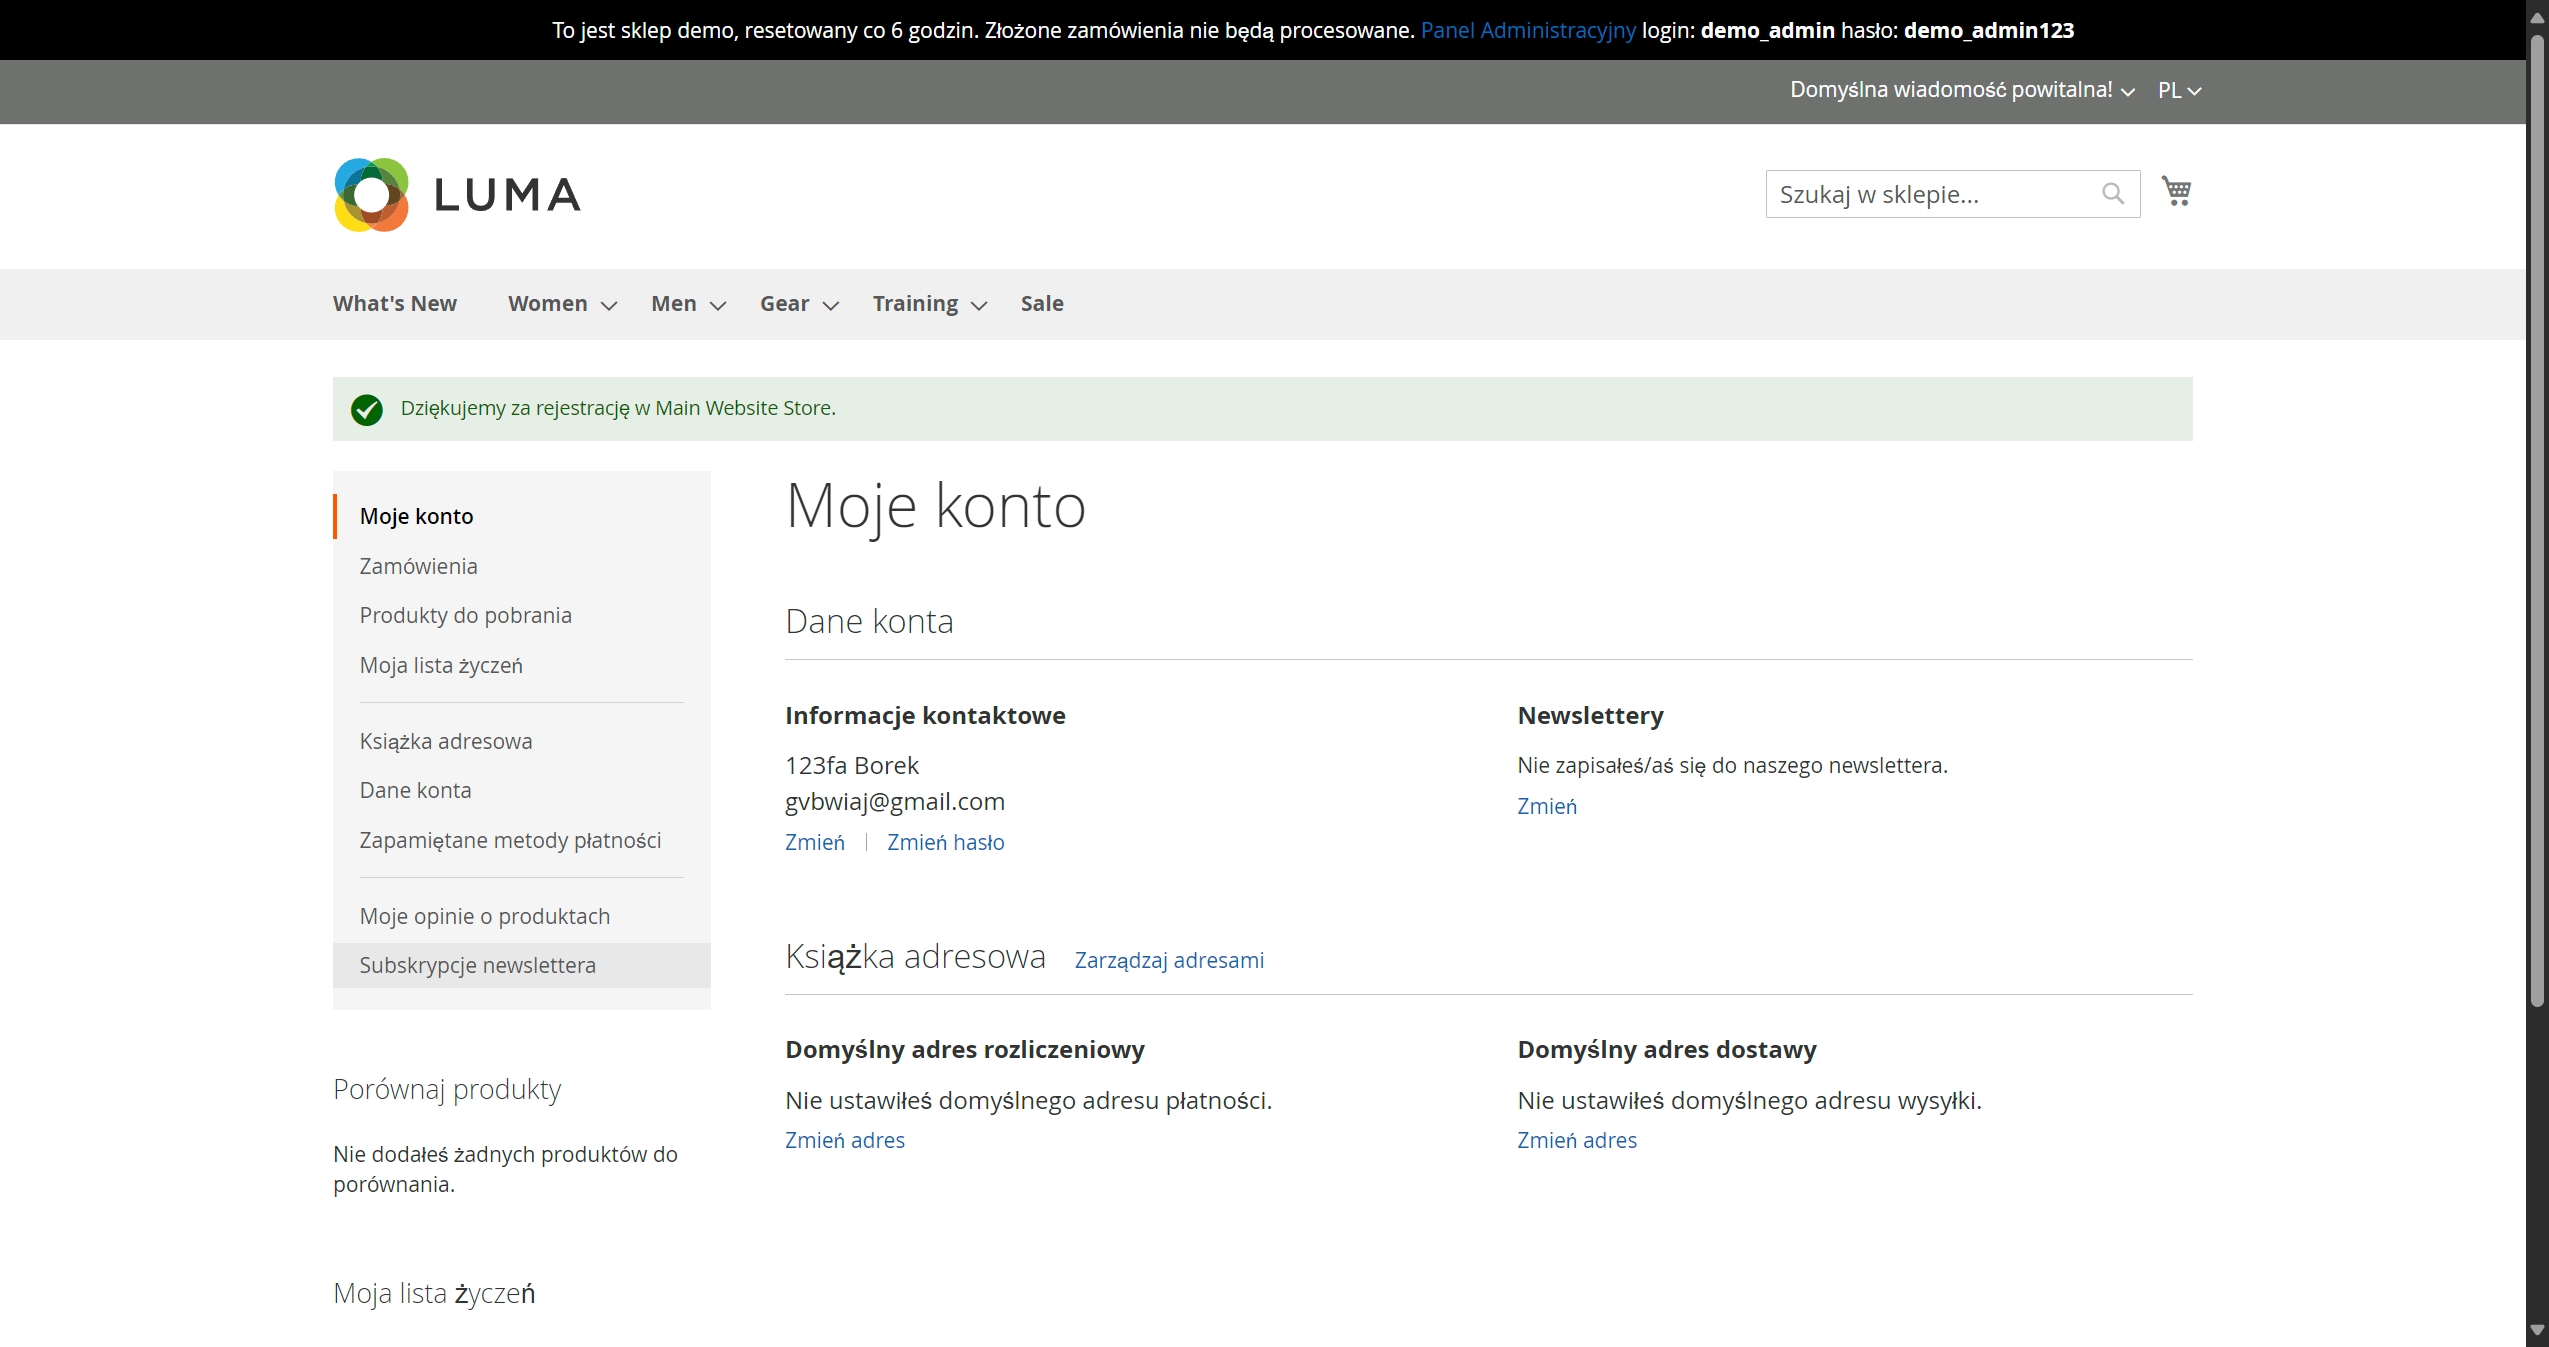 To jest sklep demo, resetowany co 6 godzin. Złożone zamówienia nie będą procesowane. Panel Administracyjny login: demo_admin hasło: demo_admin123
Domyślna wiadomość powitalna! PL
LUMA
Szukaj w sklepie...
What's New Women Men Gear Training Sale
Dziękujemy za rejestrację w Main Website Store.
Moje konto
Zamówienia
Produkty do pobrania
Moja lista życzeń
Książka adresowa
Dane konta
Zapamiętane metody płatności
Moje opinie o produktach
Subskrypcje newslettera
Porównaj produkty
Nie dodałeś żadnych produktów do
porównania.
Moja lista życzeń
Moje konto
Dane konta
Informacje kontaktowe
123fa Borek
gvbwiaj@gmail.com
Zmień Zmień hasło
Newslettery
Nie zapisałeś/aś się do naszego newslettera.
Zmień
Książka adresowa Zarządzaj adresami
Domyślny adres rozliczeniowy
Nie ustawiłeś domyślnego adresu płatności.
Zmień adres
Domyślny adres dostawy
Nie ustawiłeś domyślnego adresu wysyłki.
Zmień adres